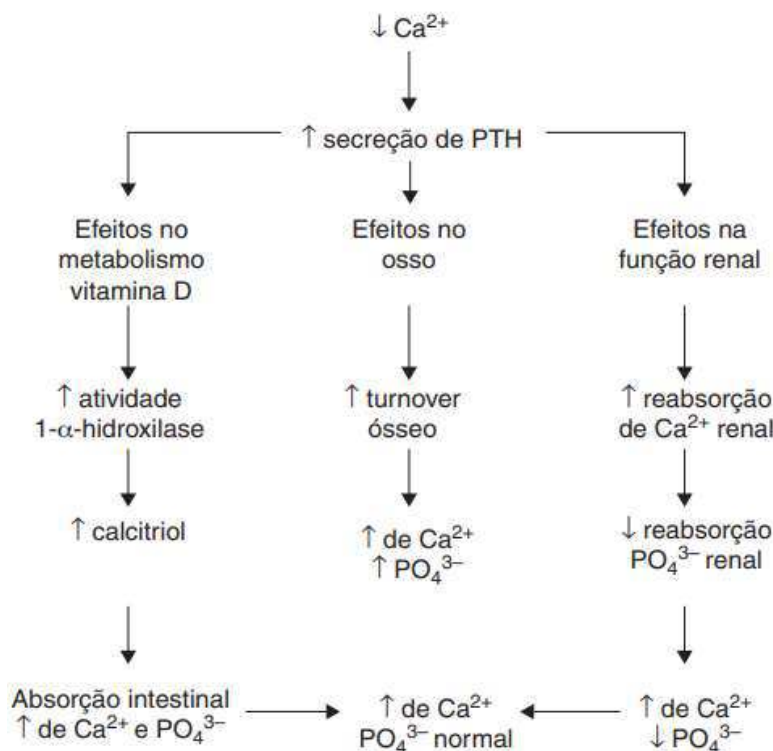 ↓ Ca²⁺
↑ secreção de PTH
Efeitos no
metabolismo
vitamina D
Efeitos no
osso
Efeitos na
função renal
↑ atividade
1-α-hidroxilase
↑ turnover
ósseo
↑ reabsorção
de Ca²⁺ renal
↑ calcitriol
↑ de Ca²⁺
↑ PO₄³⁻
↓ reabsorção
PO₄³⁻ renal
Absorção intestinal
↑ de Ca²⁺ e PO₄³⁻
↑ de Ca²⁺
PO₄³⁻ normal
↑ de Ca²⁺
↓ PO₄³⁻